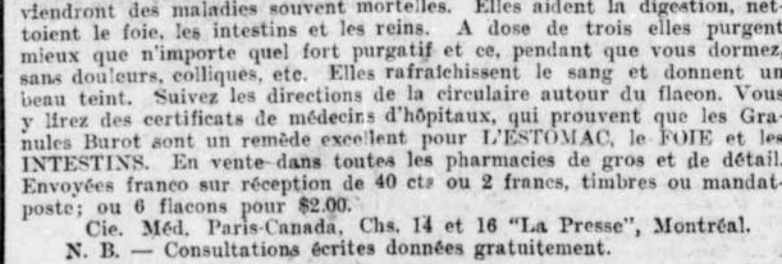 viendront des maladies souvent mortelles. Elles aident la digestion, net-
toient le foie, les intestins et les reins. A dose de trois elles purgent
mieux que n'importe quel fort purgatif et ce, pendant que vous dormez,
sans douleurs, colliques, etc. Elles rafraîchissent le sang et donnent un
beau teint. Suivez les directions de la circulaire autour du flacon. Vous
y lirez des certificats de médecins d'hôpitaux, qui prouvent que les Gra-
nules Burot sont un remède excellent pour L'ESTOMAC, le FOIE et les
INTESTINS. En vente dans toutes les pharmacies de gros et de détail.
Envoyées franco sur réception de 40 cts ou 2 francs, timbres ou mandat-
poste; ou 6 flacons pour $2.00.
Cie. Méd. Paris-Canada, Chs. 14 et 16 "La Presse", Montréal.
N. B. — Consultations écrites données gratuitement.